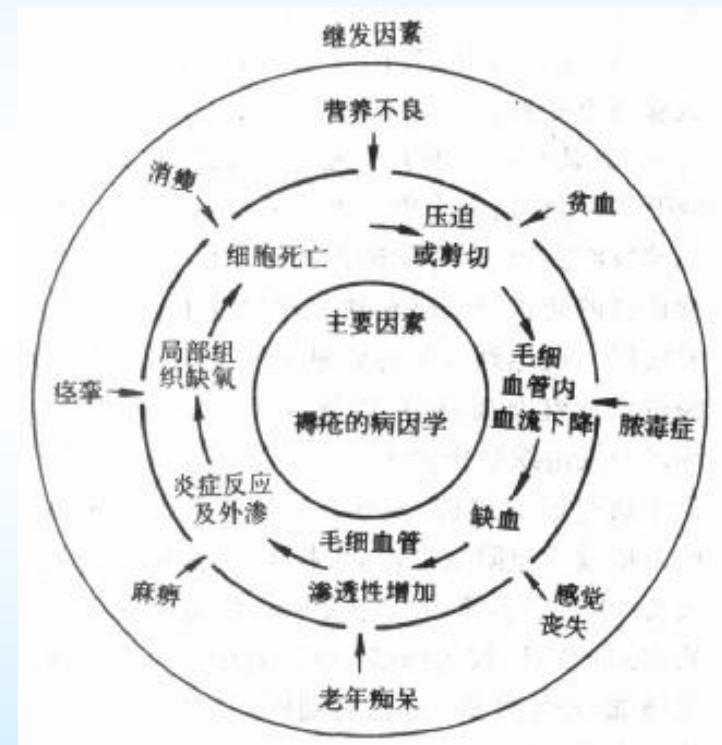 继发因素
营养不良
消瘦
贫血
压迫
或剪切
细胞死亡
主要因素
毛细
血管内
血流下降
局部组
织缺氧
痉挛
脓毒症
褥疮的病因学
炎症反应
及外渗
缺血
毛细血管
渗透性增加
麻痹
感觉
丧失
老年痴呆